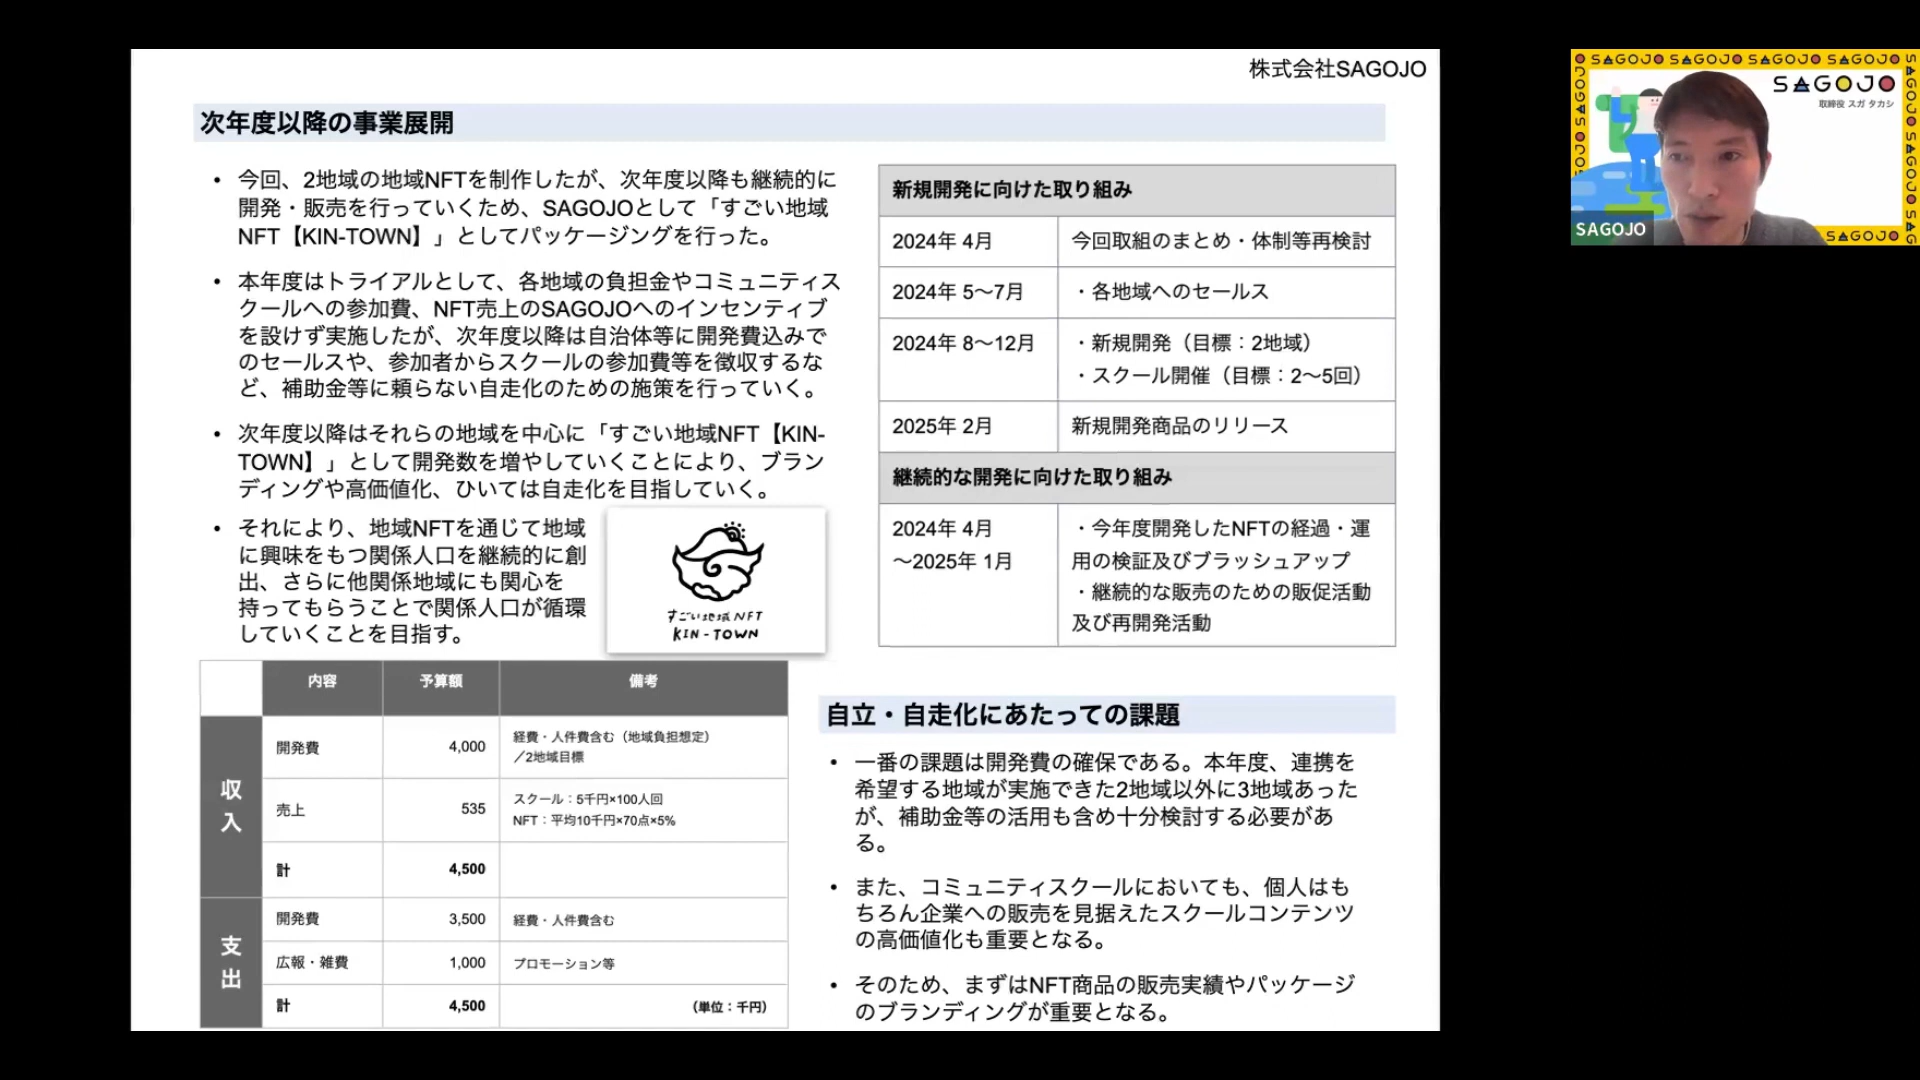 株式会社SAGOJO
次年度以降の事業展開
• 今回、2地域の地域NFTを制作したが、次年度以降も継続的に
開発・販売を行っていくため、SAGOJOとして「すごい地域
NFT【KIN-TOWN】」としてパッケージングを行った。
• 本年度はトライアルとして、各地域の負担金やコミュニティス
クールへの参加費、NFT売上のSAGOJOへのインセンティブ
を設けず実施したが、次年度以降は自治体等に開発費込みで
のセールスや、参加者からスクールの参加費等を徴収するな
ど、補助金等に頼らない自走化のための施策を行っていく。
• 次年度以降はそれらの地域を中心に「すごい地域NFT【KIN-
TOWN】」として開発数を増やしていくことにより、ブラン
ディングや高価値化、ひいては自走化を目指していく。
• それにより、地域NFTを通じて地域
に興味をもつ関係人口を継続的に創
出、さらに他関係地域にも関心を
持ってもらうことで関係人口が循環
していくことを目指す。
すごい地域NFT
KIN-TOWN
新規開発に向けた取り組み
2024年 4月 今回取組のまとめ・体制等再検討
2024年 5〜7月 ・各地域へのセールス
2024年 8〜12月 ・新規開発（目標：2地域）
・スクール開催（目標：2〜5回）
2025年 2月 新規開発商品のリリース
継続的な開発に向けた取り組み
2024年 4月 ・今年度開発したNFTの経過・運
〜2025年 1月 用の検証及びブラッシュアップ
・継続的な販売のための販促活動
及び再開発活動
内容 予算額 備考
収入
開発費 4,000 経費・人件費含む（地域負担想定）
／2地域目標
売上 535 スクール：5千円×100人回
NFT：平均10千円×70点×5%
計 4,500
支出
開発費 3,500 経費・人件費含む
広報・雑費 1,000 プロモーション等
計 4,500 （単位：千円）
自立・自走化にあたっての課題
• 一番の課題は開発費の確保である。本年度、連携を
希望する地域が実施できた2地域以外に3地域あった
が、補助金等の活用も含め十分検討する必要があ
る。
• また、コミュニティスクールにおいても、個人はも
ちろん企業への販売を見据えたスクールコンテンツ
の高価値化も重要となる。
• そのため、まずはNFT商品の販売実績やパッケージ
のブランディングが重要となる。
SAGOJO SAGOJO SAGOJO SAGOJO
SAGOJO
取締役 スガ タカシ
SAGOJO
SAGOJO